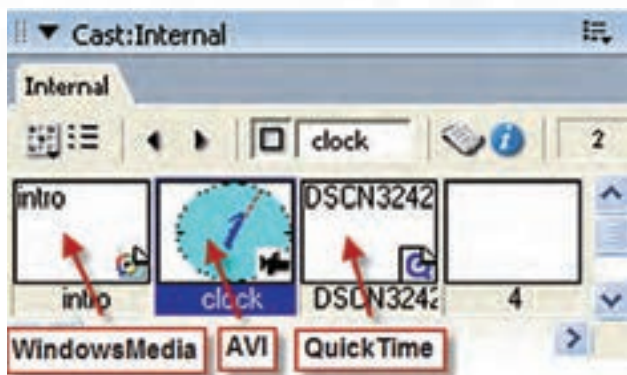 Cast:Internal
Internal
clock
2
intro
DSCN3242
intro
clock
DSCN3242
4
WindowsMedia
AVI
QuickTime